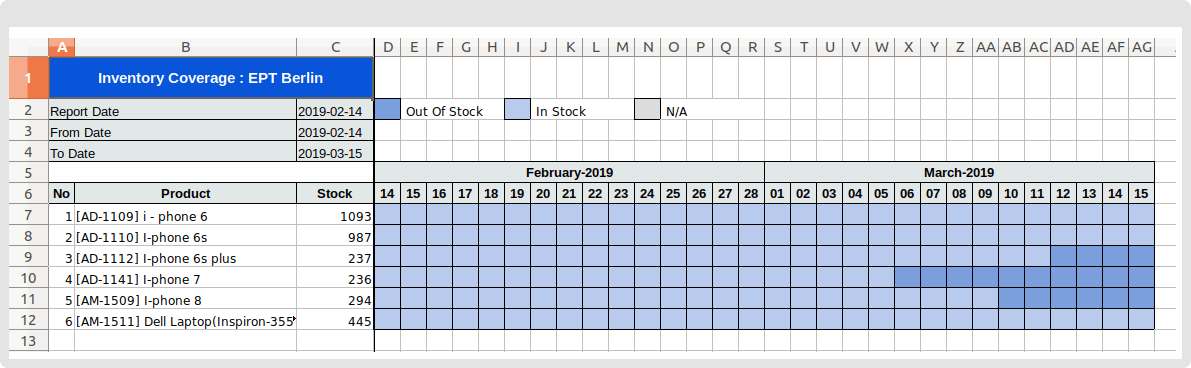 A B C D E F G H I J K L M N O P Q R S T U V W X Y Z AA AB AC AD AE AF AG
1 Inventory Coverage : EPT Berlin
2 Report Date 2019-02-14 Out Of Stock In Stock N/A
3 From Date 2019-02-14
4 To Date 2019-03-15
5 February-2019 March-2019
6 No Product Stock 14 15 16 17 18 19 20 21 22 23 24 25 26 27 28 01 02 03 04 05 06 07 08 09 10 11 12 13 14 15
7 1 [AD-1109] i - phone 6 1093
8 2 [AD-1110] I-phone 6s 987
9 3 [AD-1112] I-phone 6s plus 237
10 4 [AD-1141] I-phone 7 236
11 5 [AM-1509] I-phone 8 294
12 6 [AM-1511] Dell Laptop(Inspiron-355 445
13